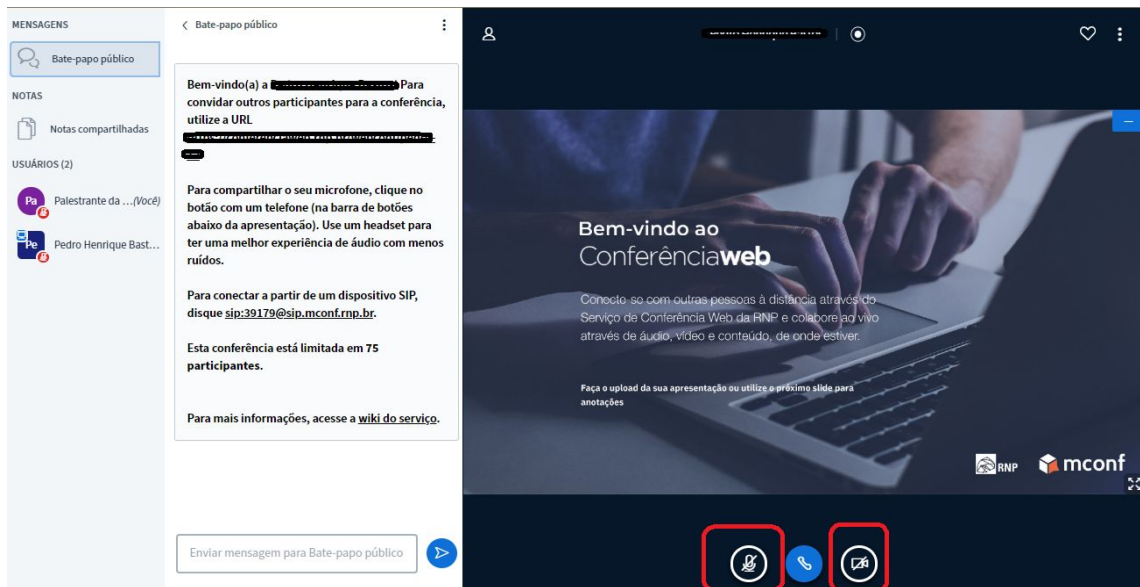 MENSAGENS
Bate-papo público
NOTAS
Notas compartilhadas
USUÁRIOS (2)
Pa
Palestrante da ...(Você)
Pe
Pedro Henrique Bast...
Bate-papo público
Bem-vindo(a) a
Para
convidar outros participantes para a conferência,
utilize a URL
Para compartilhar o seu microfone, clique no
botão com um telefone (na barra de botões
abaixo da apresentação). Use um headset para
ter uma melhor experiência de áudio com menos
ruídos.
Para conectar a partir de um dispositivo SIP,
disque sip:39179@sip.mconf.rnp.br.
Esta conferência está limitada em 75
participantes.
Para mais informações, acesse a wiki do serviço.
Enviar mensagem para Bate-papo público
Bem-vindo ao
Conferênciaweb
Conecte-se com outras pessoas à distância através do
Serviço de Conferência Web da RNP e colabore ao vivo
através de áudio, vídeo e conteúdo, de onde estiver.
Faça o upload da sua apresentação ou utilize o próximo slide para
anotações
RNP
mconf